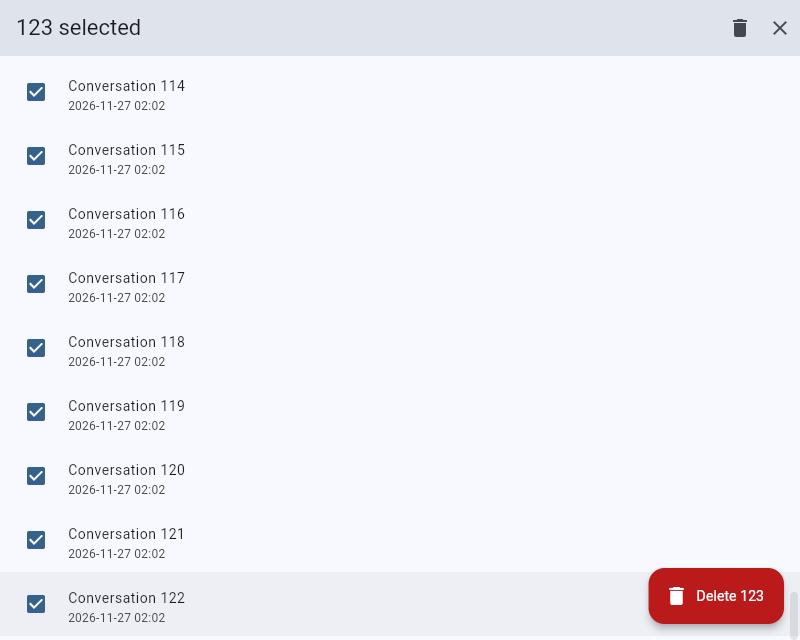 123 selected
Conversation 114
2026-11-27 02:02
Conversation 115
2026-11-27 02:02
Conversation 116
2026-11-27 02:02
Conversation 117
2026-11-27 02:02
Conversation 118
2026-11-27 02:02
Conversation 119
2026-11-27 02:02
Conversation 120
2026-11-27 02:02
Conversation 121
2026-11-27 02:02
Conversation 122
2026-11-27 02:02
Delete 123